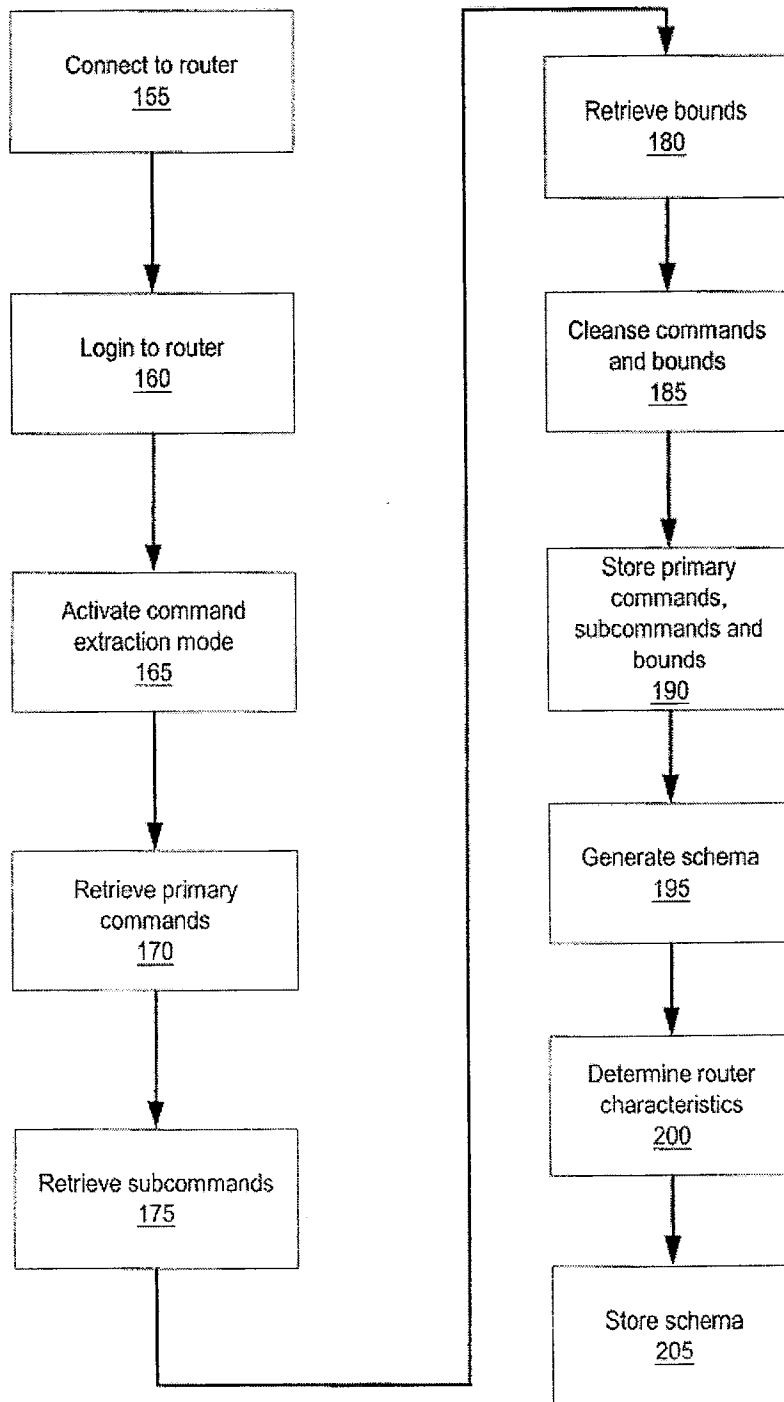 Connect to router
155
Login to router
160
Activate command
extraction mode
165
Retrieve primary
commands
170
Retrieve subcommands
175
Retrieve bounds
180
Cleanse commands
and bounds
185
Store primary
commands,
subcommands and
bounds
190
Generate schema
195
Determine router
characteristics
200
Store schema
205